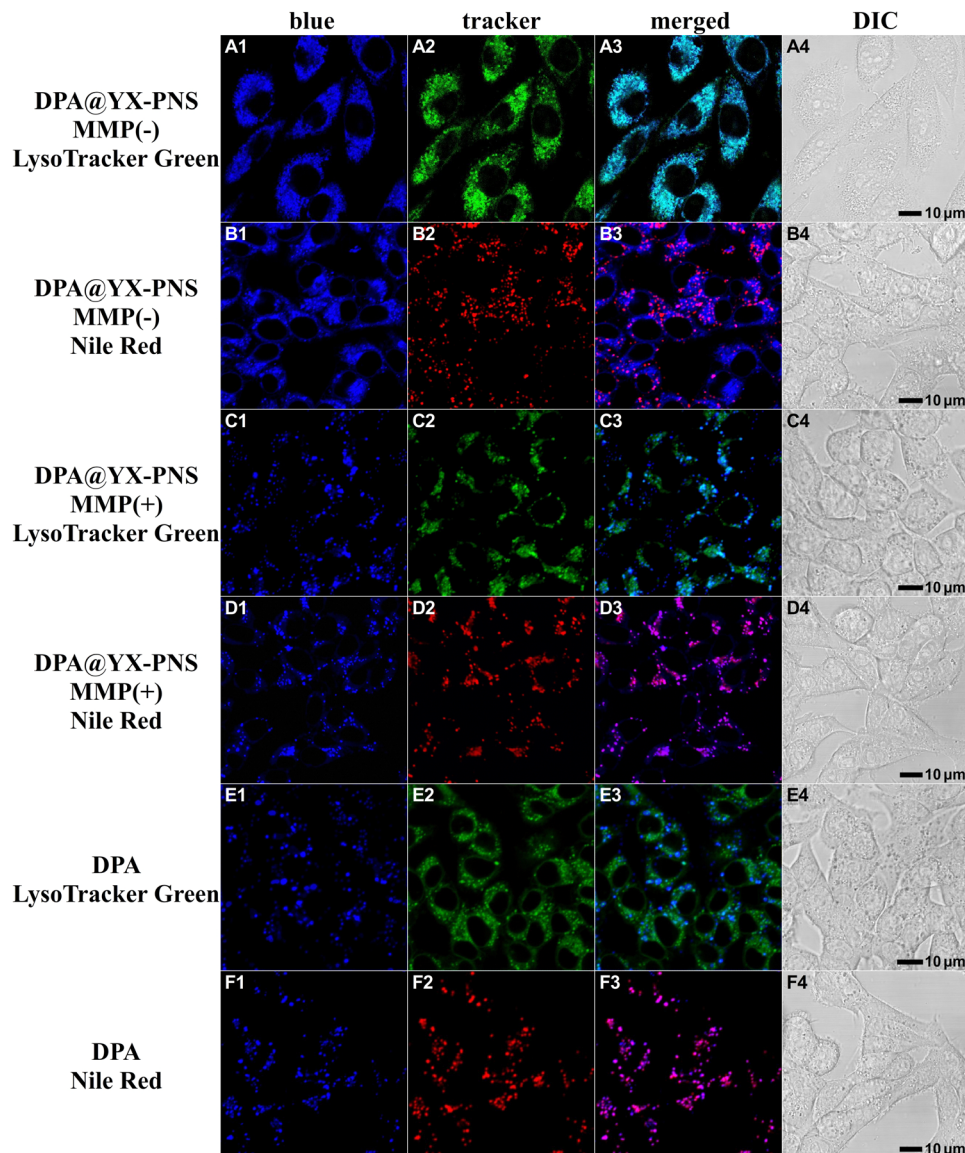 blue tracker merged DIC
A1 A2 A3 A4
DPA@YX-PNS
MMP(-)
LysoTracker Green
10 μm
B1 B2 B3 B4
DPA@YX-PNS
MMP(-)
Nile Red
10 μm
C1 C2 C3 C4
DPA@YX-PNS
MMP(+)
LysoTracker Green
10 μm
D1 D2 D3 D4
DPA@YX-PNS
MMP(+)
Nile Red
10 μm
E1 E2 E3 E4
DPA
LysoTracker Green
10 μm
F1 F2 F3 F4
DPA
Nile Red
10 μm